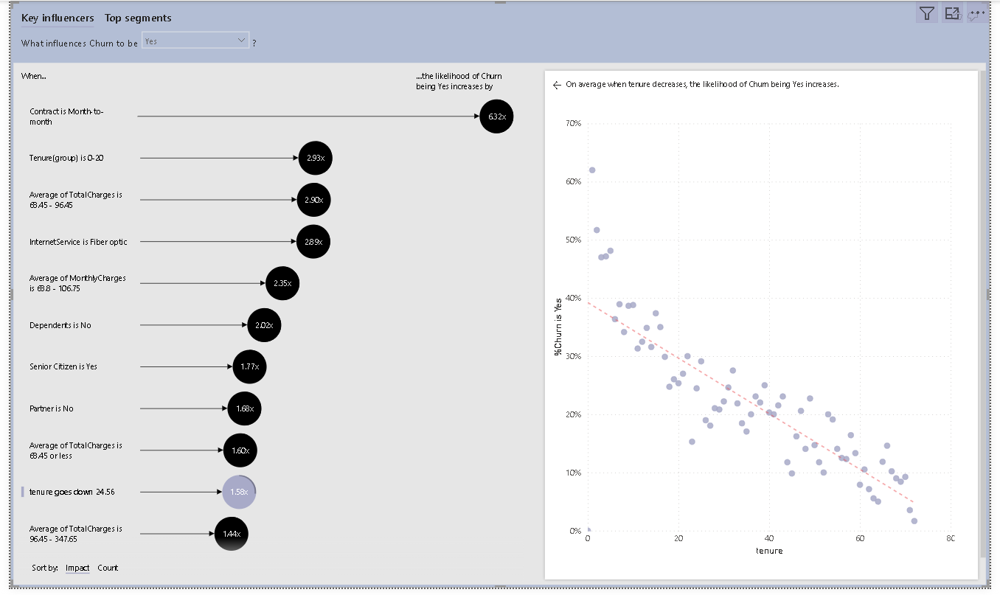 Key influencers Top segments
What influences Churn to be Yes ?
When...
....the likelihood of Churn
being Yes increases by
Contract is Month-to-
month
6.32x
Tenure(group) is 0-20
2.93x
Average of TotalCharges is
63.45 - 96.45
2.90x
InternetService is Fiber optic
2.89x
Average of MonthlyCharges
is 63.8 - 106.75
2.35x
Dependents is No
2.02x
Senior Citizen is Yes
1.77x
Partner is No
1.68x
Average of TotalCharges is
63.45 or less
1.60x
tenure goes down 24.56
1.58x
Average of TotalCharges is
96.45 - 347.65
1.44x
Sort by: Impact Count
On average when tenure decreases, the likelihood of Churn being Yes increases.
70%
60%
50%
40%
30%
20%
10%
0%
%Churn is Yes
0 20 40 60 80
tenure